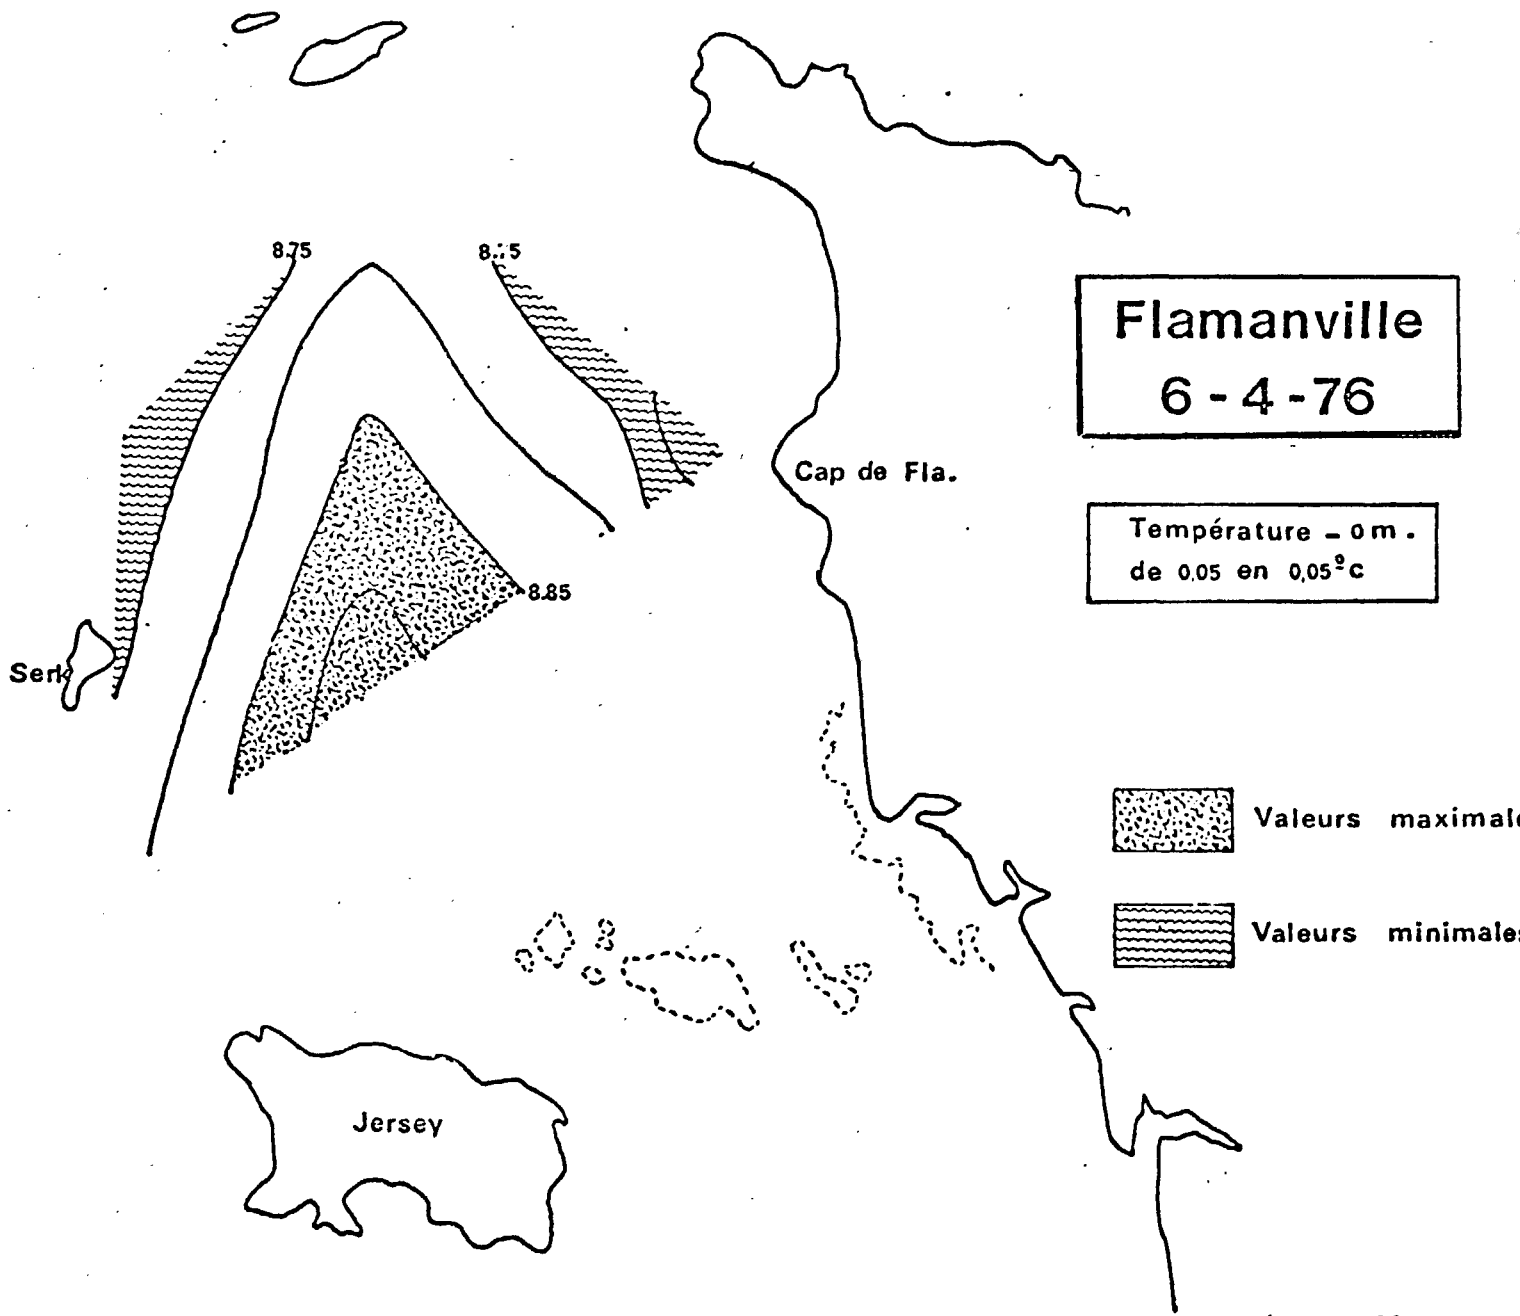 8.75
Flamanville
6 - 4 - 76
Cap de Fla.
Température - 0 m.
de 0,05 en 0,05°c
8.85
Serk
Valeurs
Valeurs minimales
Jersey